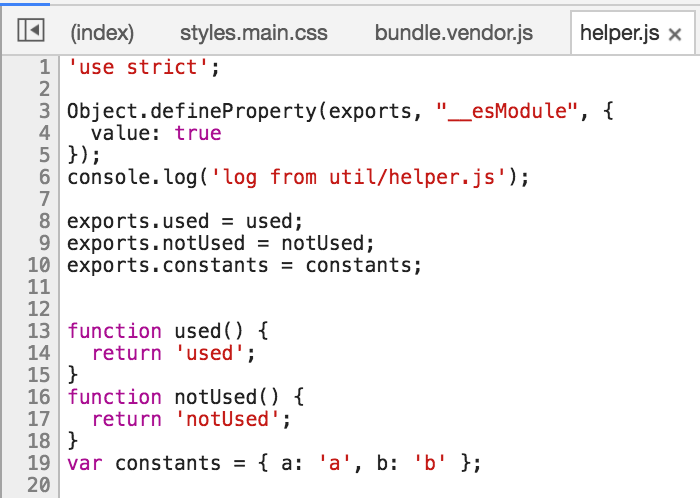 (index) styles.main.css bundle.vendor.js helper.js ×
1 'use strict';
2
3 Object.defineProperty(exports, "__esModule", {
4   value: true
5 });
6 console.log('log from util/helper.js');
7
8 exports.used = used;
9 exports.notUsed = notUsed;
10 exports.constants = constants;
11
12
13 function used() {
14   return 'used';
15 }
16 function notUsed() {
17   return 'notUsed';
18 }
19 var constants = { a: 'a', b: 'b' };
20